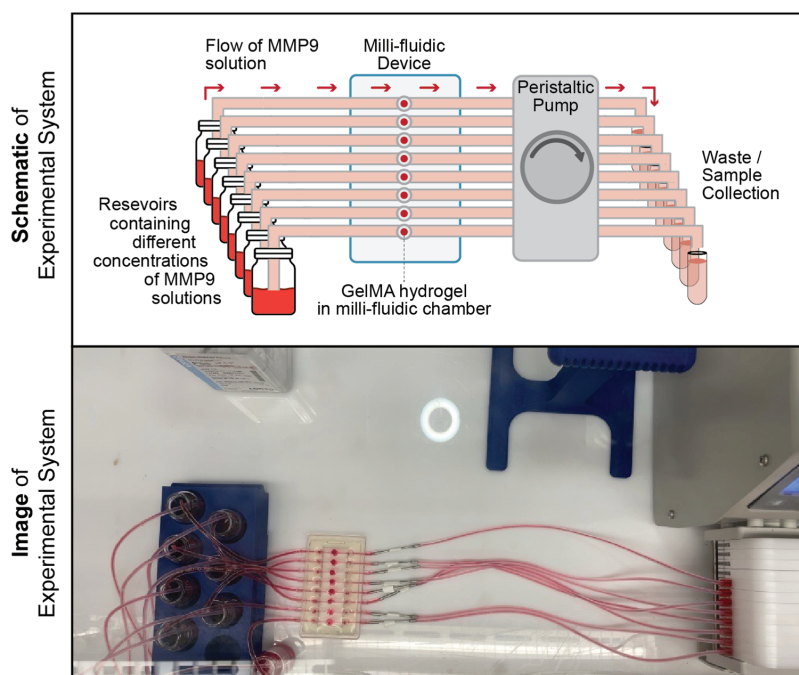 Schematic of
Experimental System
Flow of MMP9
solution
Milli-fluidic
Device
Peristaltic
Pump
Waste /
Sample
Collection
Resevoirs
containing
different
concentrations
of MMP9
solutions
GelMA hydrogel
in milli-fluidic chamber
Image of
Experimental System